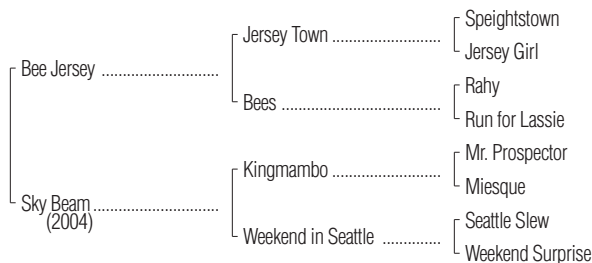 Speightstown
Jersey Town ........................
Jersey Girl
Bee Jersey ..........................
Rahy
Bees ...................................
Run for Lassie
Mr. Prospector
Kingmambo ........................
Miesque
Sky Beam ............................
(2004)
Seattle Slew
Weekend in Seattle .............
Weekend Surprise